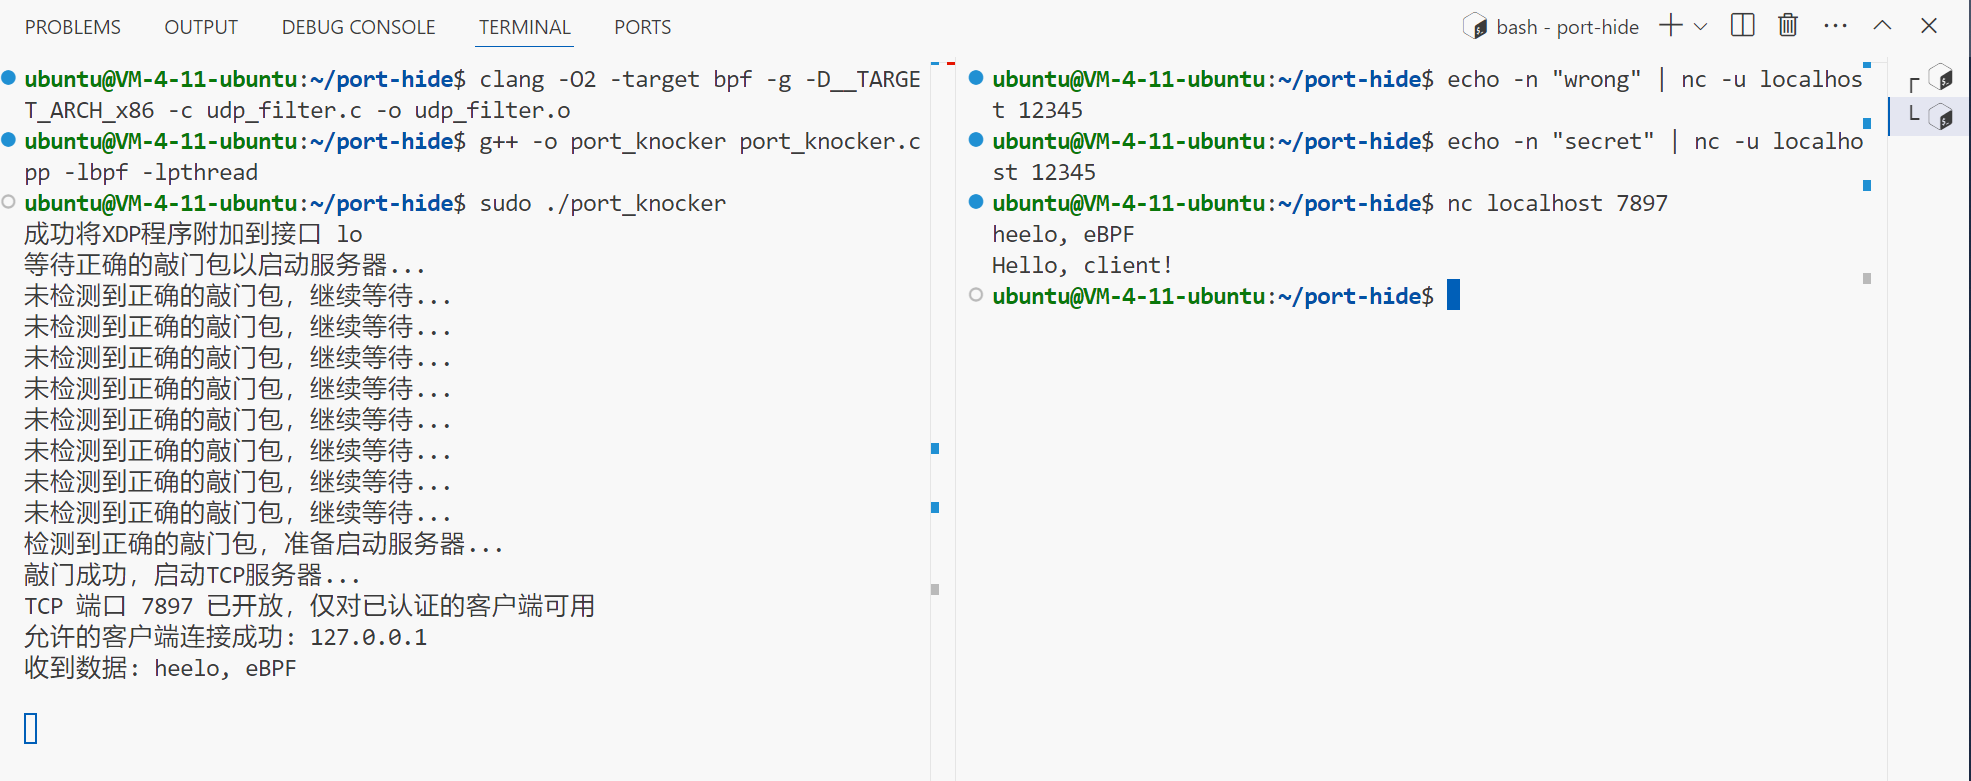 PROBLEMS OUTPUT DEBUG CONSOLE TERMINAL PORTS
bash - port-hide
ubuntu@VM-4-11-ubuntu:~/port-hide$ clang -O2 -target bpf -g -D__TARGE
T_ARCH_x86 -c udp_filter.c -o udp_filter.o
ubuntu@VM-4-11-ubuntu:~/port-hide$ g++ -o port_knocker port_knocker.c
pp -lbpf -lpthread
ubuntu@VM-4-11-ubuntu:~/port-hide$ sudo ./port_knocker
成功将XDP程序附加到接口 lo
等待正确的敲门包以启动服务器...
未检测到正确的敲门包，继续等待...
未检测到正确的敲门包，继续等待...
未检测到正确的敲门包，继续等待...
未检测到正确的敲门包，继续等待...
未检测到正确的敲门包，继续等待...
未检测到正确的敲门包，继续等待...
未检测到正确的敲门包，继续等待...
未检测到正确的敲门包，继续等待...
检测到正确的敲门包，准备启动服务器...
敲门成功，启动TCP服务器...
TCP 端口 7897 已开放，仅对已认证的客户端可用
允许的客户端连接成功: 127.0.0.1
收到数据: heelo, eBPF
ubuntu@VM-4-11-ubuntu:~/port-hide$ echo -n "wrong" | nc -u localhos
t 12345
ubuntu@VM-4-11-ubuntu:~/port-hide$ echo -n "secret" | nc -u localho
st 12345
ubuntu@VM-4-11-ubuntu:~/port-hide$ nc localhost 7897
heelo, eBPF
Hello, client!
ubuntu@VM-4-11-ubuntu:~/port-hide$